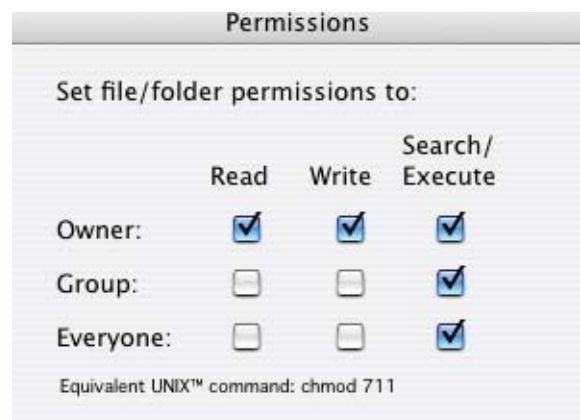 Permissions
Set file/folder permissions to:
Search/
Read Write Execute
Owner:
Group:
Everyone:
Equivalent UNIX™ command: chmod 711